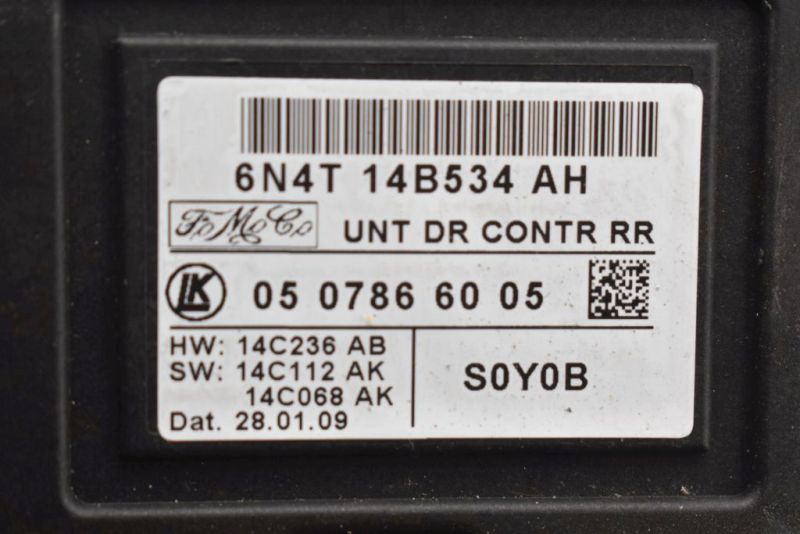 6N4T 14B534 AH
FoMoCo UNT DR CONTR RR
LK 05 0786 60 05
HW: 14C236 AB
SW: 14C112 AK
14C068 AK
Dat. 28.01.09
S0Y0B